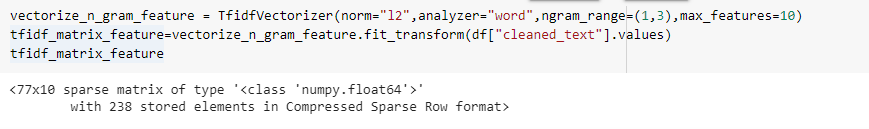 vectorize_n_gram_feature = TfidfVectorizer(norm="l2",analyzer="word",ngram_range=(1,3),max_features=10)
tfidf_matrix_feature=vectorize_n_gram_feature.fit_transform(df["cleaned_text"].values)
tfidf_matrix_feature
<77x10 sparse matrix of type '<class 'numpy.float64'>'
        with 238 stored elements in Compressed Sparse Row format>